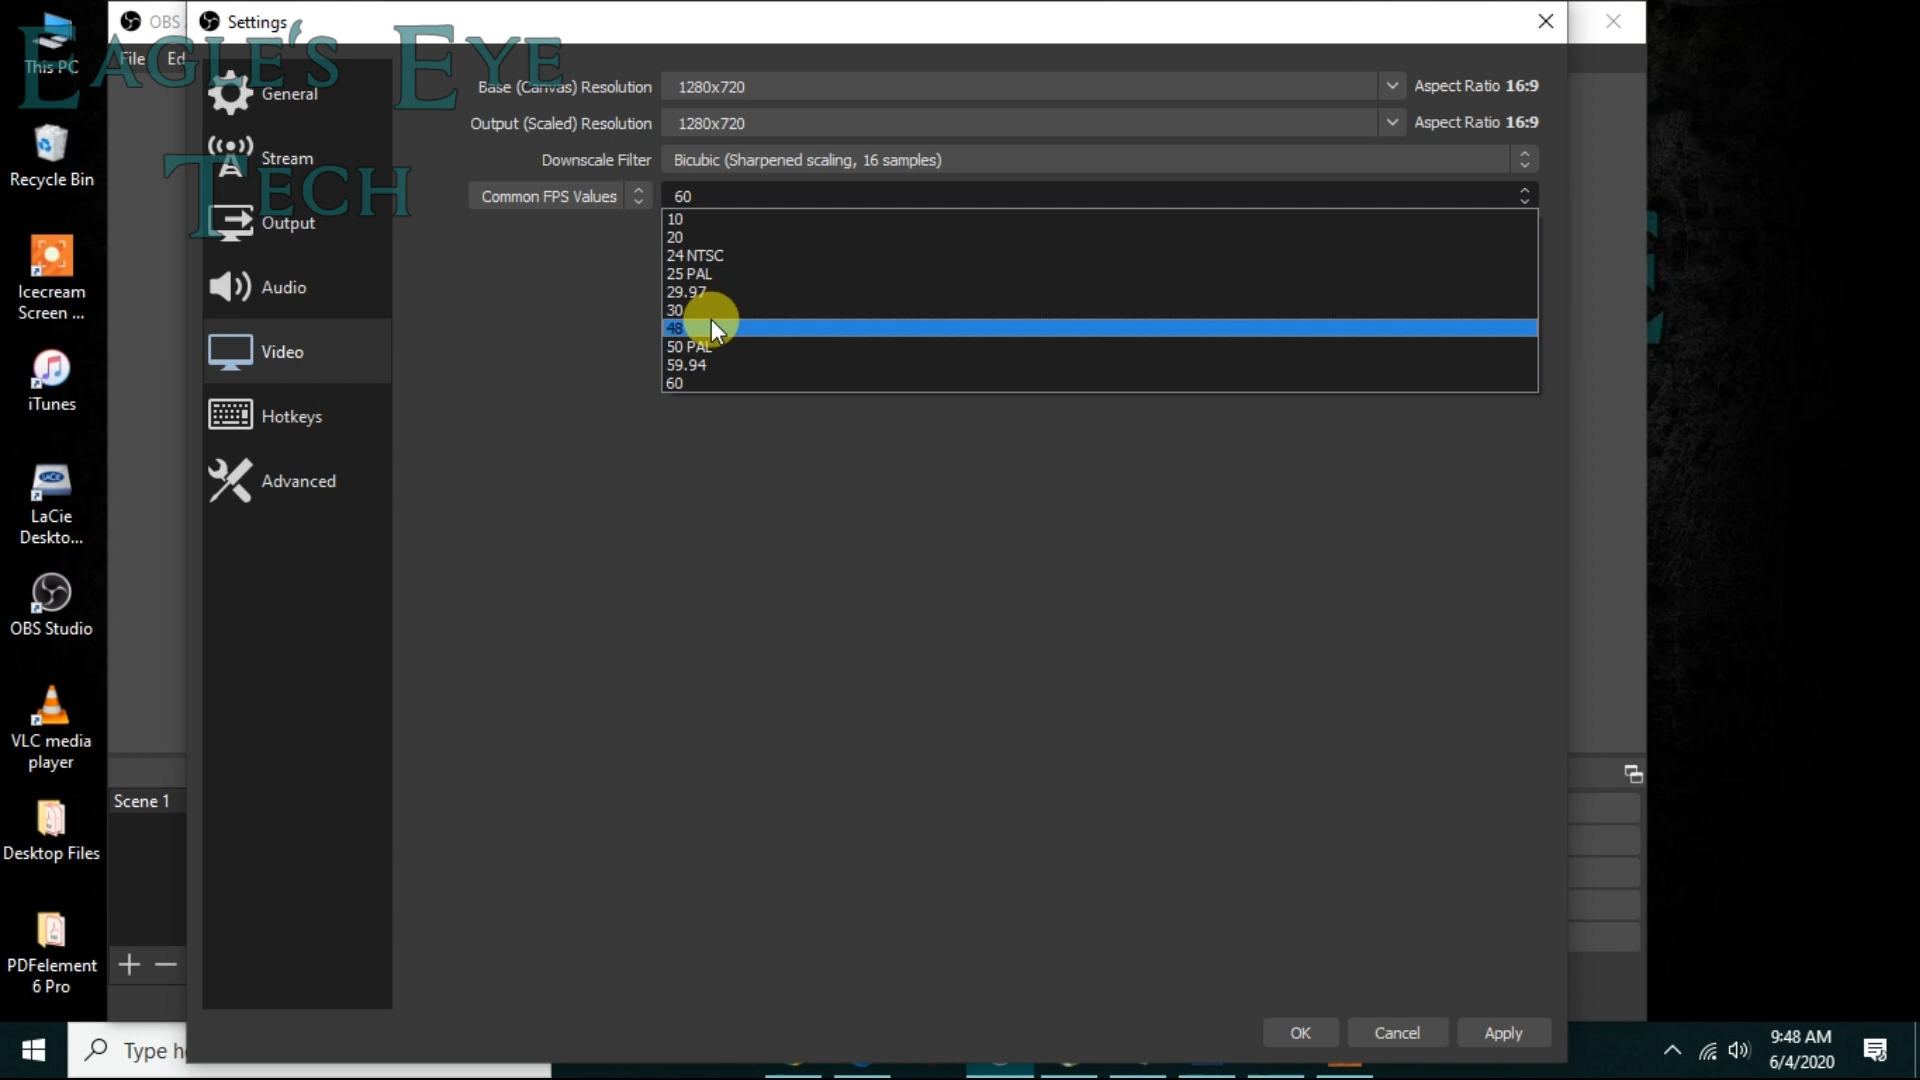 OBS
Settings
File
Ed
EAGLE'S EYE
TECH
This PC
Recycle Bin
Icecream
Screen ...
iTunes
LaCie
Deskto...
OBS Studio
VLC media
player
Desktop Files
PDFelement
6 Pro
General
Stream
Output
Audio
Video
Hotkeys
Advanced
Base (Canvas) Resolution 1280x720 Aspect Ratio 16:9
Output (Scaled) Resolution 1280x720 Aspect Ratio 16:9
Downscale Filter Bicubic (Sharpened scaling, 16 samples)
Common FPS Values 60
10
20
24 NTSC
25 PAL
29.97
30
48
50 PAL
59.94
60
Scene 1
OK Cancel Apply
Type h
9:48 AM
6/4/2020